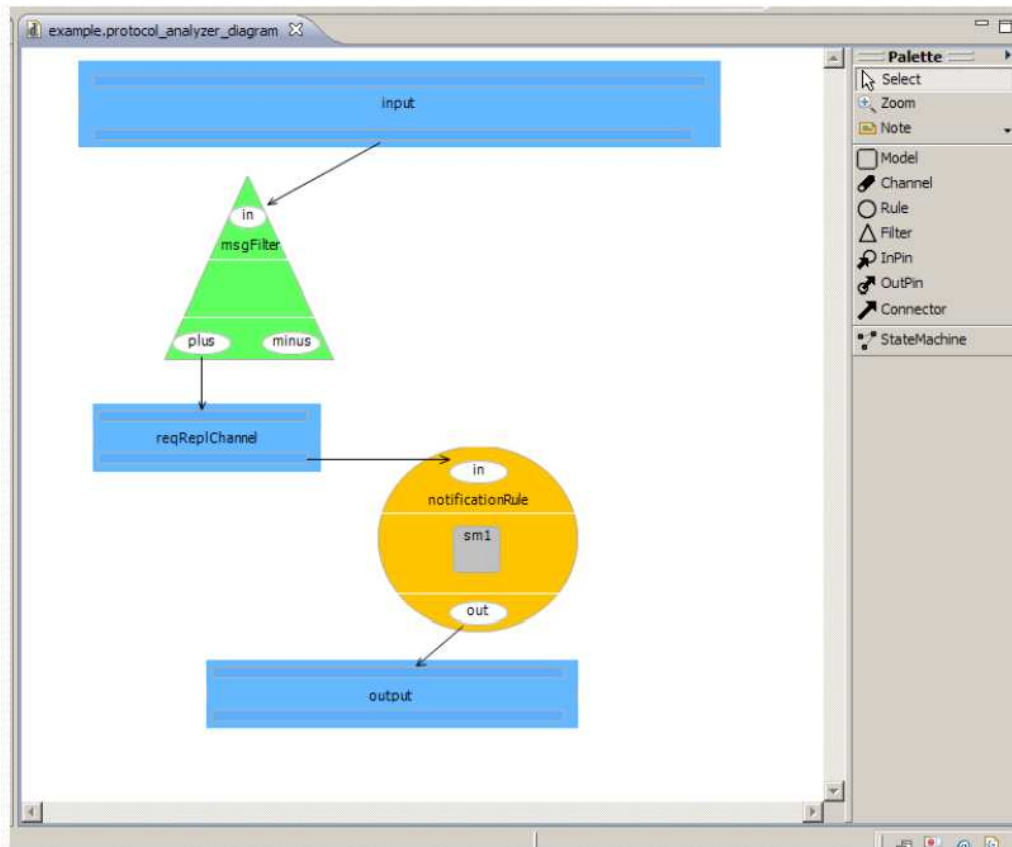 example.protocol_analyzer_diagram
input
in
msgFilter
plus
minus
reqReplChannel
in
notificationRule
sm1
out
output
Palette
Select
Zoom
Note
Model
Channel
Rule
Filter
InPin
OutPin
Connector
StateMachine